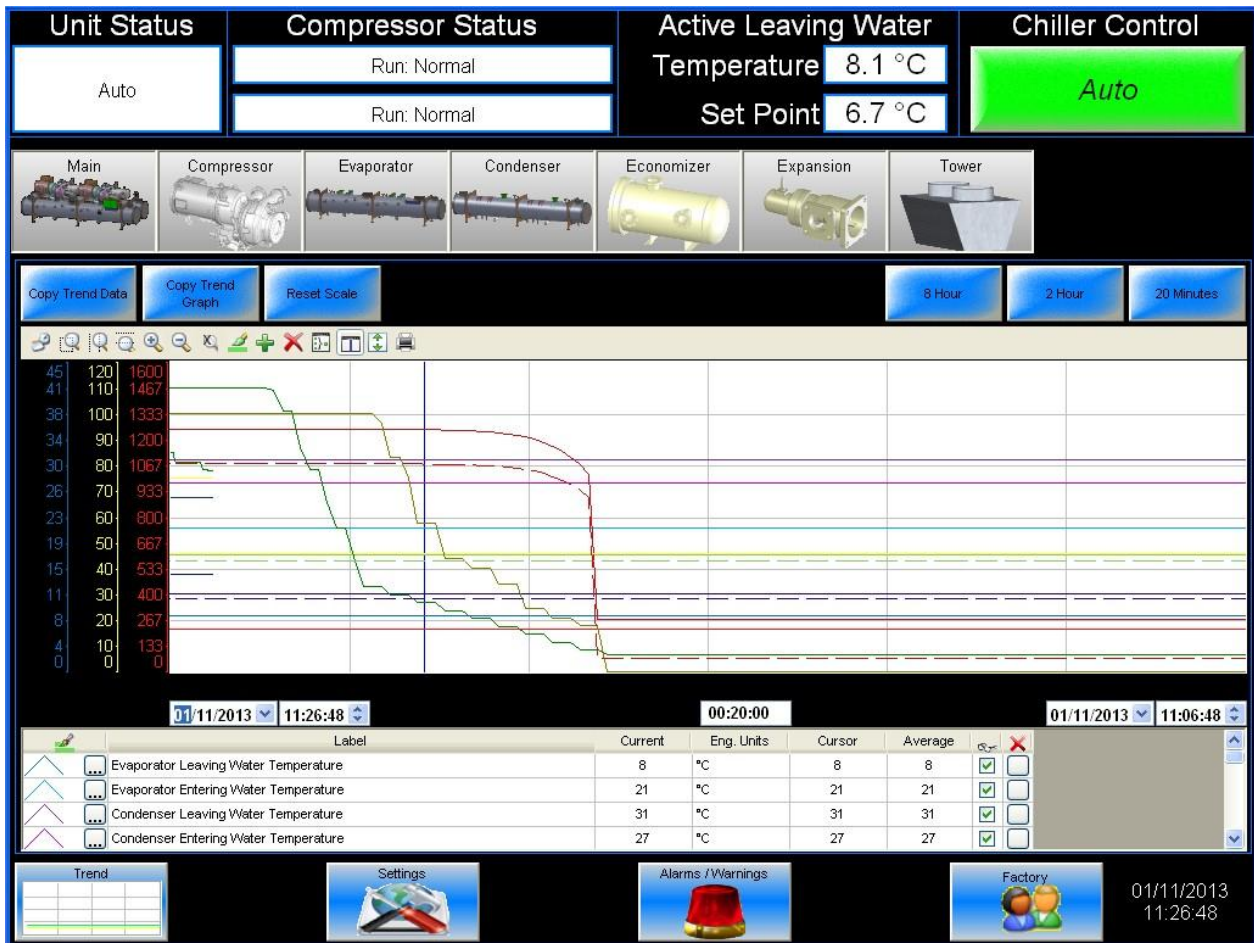 Unit Status
Compressor Status
Active Leaving Water
Chiller Control
Auto
Run: Normal
Run: Normal
Temperature 8.1 °C
Set Point 6.7 °C
Auto
Main
Compressor
Evaporator
Condenser
Economizer
Expansion
Tower
Copy Trend Data
Copy Trend
Graph
Reset Scale
8 Hour
2 Hour
20 Minutes
45 120 1600
41 110 1467
38 100 1333
34 90 1200
30 80 1067
26 70 933
23 60 800
19 50 667
15 40 533
11 30 400
8 20 267
4 10 133
0 0 0
01/11/2013 11:26:48
00:20:00
01/11/2013 11:06:48
Label Current Eng. Units Cursor Average
... Evaporator Leaving Water Temperature 8 °C 8 8
... Evaporator Entering Water Temperature 21 °C 21 21
... Condenser Leaving Water Temperature 31 °C 31 31
... Condenser Entering Water Temperature 27 °C 27 27
Trend
Settings
Alarms / Warnings
Factory
01/11/2013
11:26:48